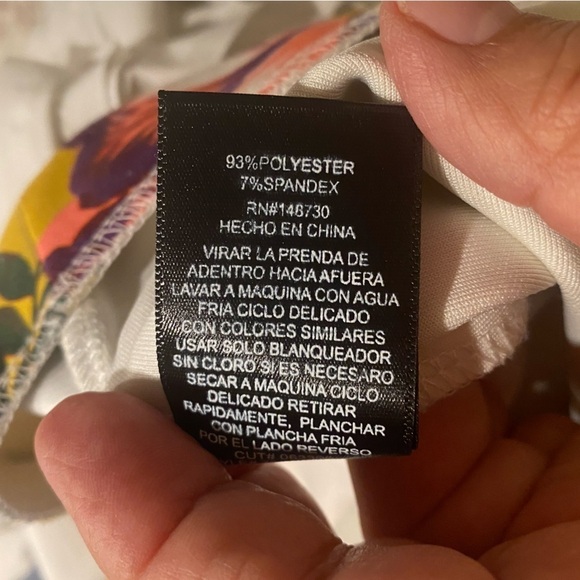 93%POLYESTER
7%SPANDEX
RN#148730
HECHO EN CHINA
VIRAR LA PRENDA DE
ADENTRO HACIA AFUERA
LAVAR A MAQUINA CON AGUA
FRIA CICLO DELICADO
CON COLORES SIMILARES
USAR SOLO BLANQUEADOR
SIN CLORO SI ES NECESARO
SECAR A MAQUINA CICLO
DELICADO RETIRAR
RAPIDAMENTE, PLANCHAR
CON PLANCHA FRIA
POR EL LADO REVERSO
CUT#